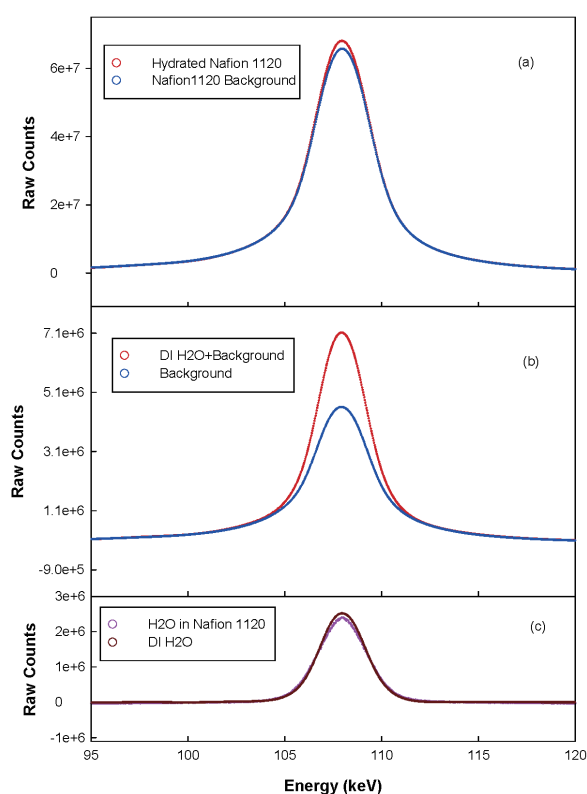 6e+7
4e+7
2e+7
0
Raw Counts
Hydrated Nafion 1120
Nafion1120 Background
(a)
7.1e+6
5.1e+6
3.1e+6
1.1e+6
-9.0e+5
Raw Counts
DI H2O+Background
Background
(b)
3e+6
2e+6
1e+6
0
-1e+6
Raw Counts
H2O in Nafion 1120
DI H2O
(c)
95 100 105 110 115 120
Energy (keV)